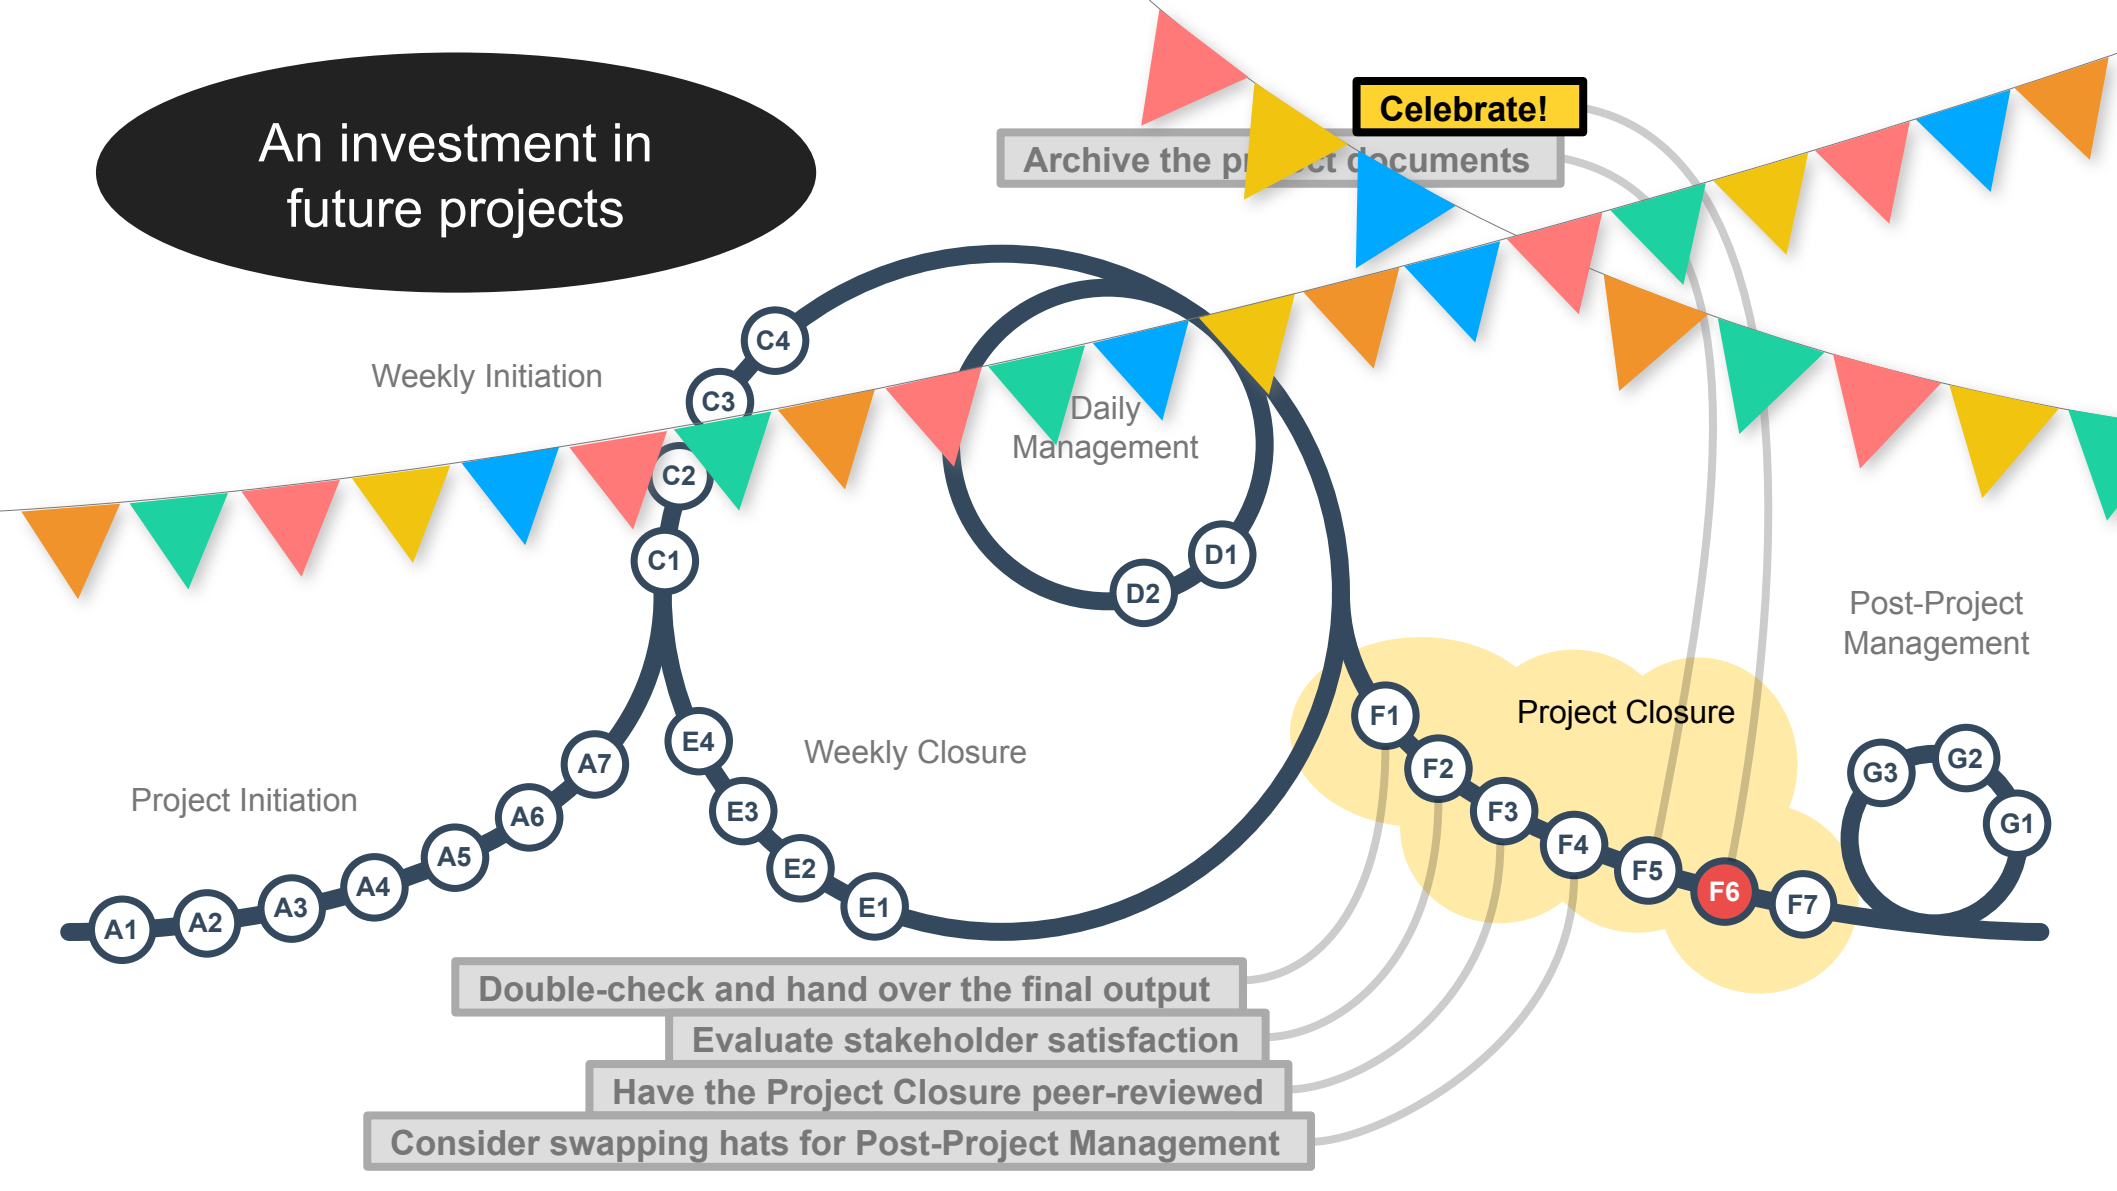 An investment in
future projects
Celebrate!
Archive the project documents
Weekly Initiation
Daily
Management
Post-Project
Management
Project Closure
Weekly Closure
Project Initiation
C4
C3
C2
C1
D1
D2
A1
A2
A3
A4
A5
A6
A7
E4
E3
E2
E1
F1
F2
F3
F4
F5
F6
F7
G3
G2
G1
Double-check and hand over the final output
Evaluate stakeholder satisfaction
Have the Project Closure peer-reviewed
Consider swapping hats for Post-Project Management